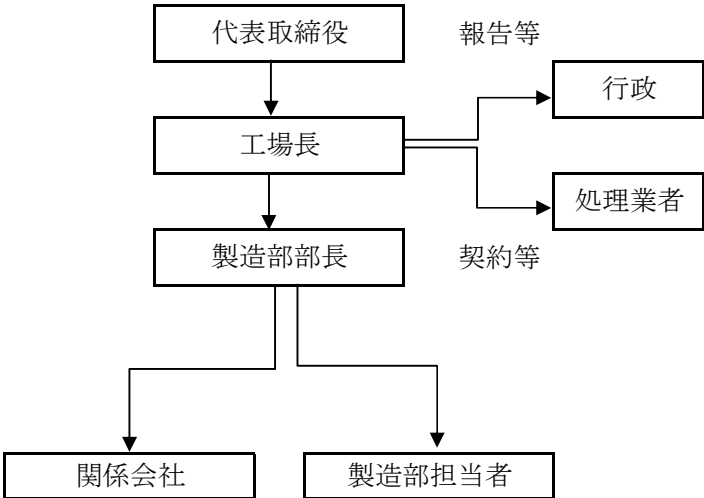 代表取締役
報告等
行政
工場長
処理業者
製造部部長
契約等
関係会社
製造部担当者